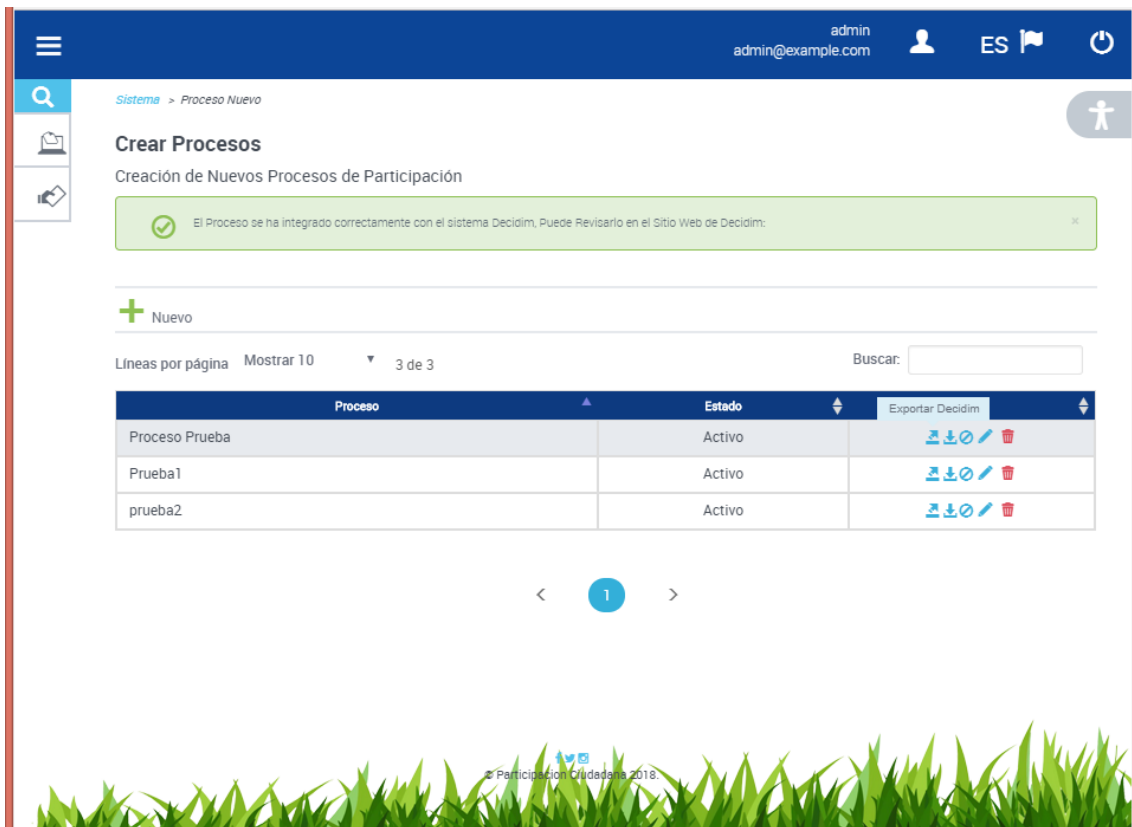 admin
admin@example.com
ES
Sistema > Proceso Nuevo
Crear Procesos
Creación de Nuevos Procesos de Participación
El Proceso se ha integrado correctamente con el sistema Decidim, Puede Revisarlo en el Sitio Web de Decidim:
×
Nuevo
Líneas por página Mostrar 10 3 de 3 Buscar:
Proceso Estado Exportar Decidim
Proceso Prueba Activo
Prueba1 Activo
prueba2 Activo
< 1 >
© Participacion Ciudadana 2018.